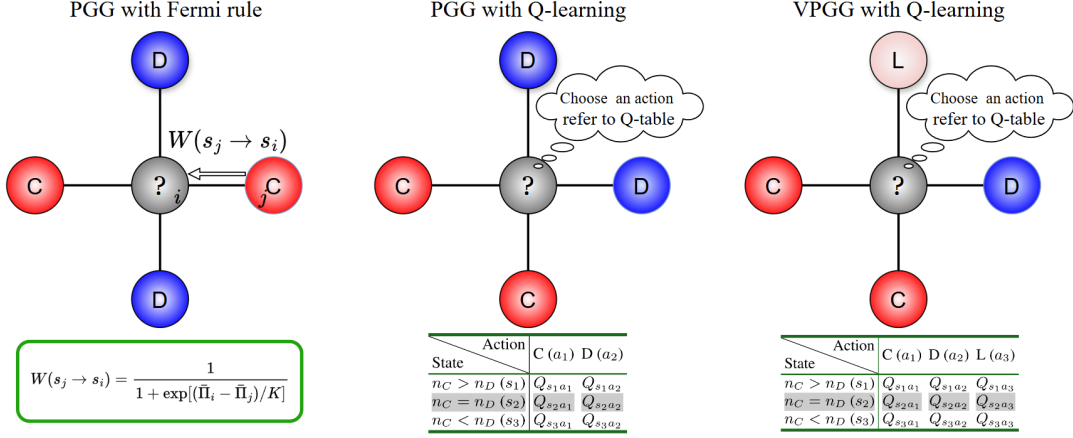 PGG with Fermi rule
D
W(s_j → s_i)
C
? i
C j
D
W(s_j → s_i) = 1 / (1 + exp[(Π̄_i − Π̄_j)/K])
PGG with Q-learning
D
Choose an action
refer to Q-table
C
?
D
C
Action
State
C (a_1) D (a_2)
n_C > n_D (s_1) Q_{s_1a_1} Q_{s_1a_2}
n_C = n_D (s_2) Q_{s_2a_1} Q_{s_2a_2}
n_C < n_D (s_3) Q_{s_3a_1} Q_{s_3a_2}
VPGG with Q-learning
L
Choose an action
refer to Q-table
C
?
D
C
Action
State
C (a_1) D (a_2) L (a_3)
n_C > n_D (s_1) Q_{s_1a_1} Q_{s_1a_2} Q_{s_1a_3}
n_C = n_D (s_2) Q_{s_2a_1} Q_{s_2a_2} Q_{s_2a_3}
n_C < n_D (s_3) Q_{s_3a_1} Q_{s_3a_2} Q_{s_3a_3}